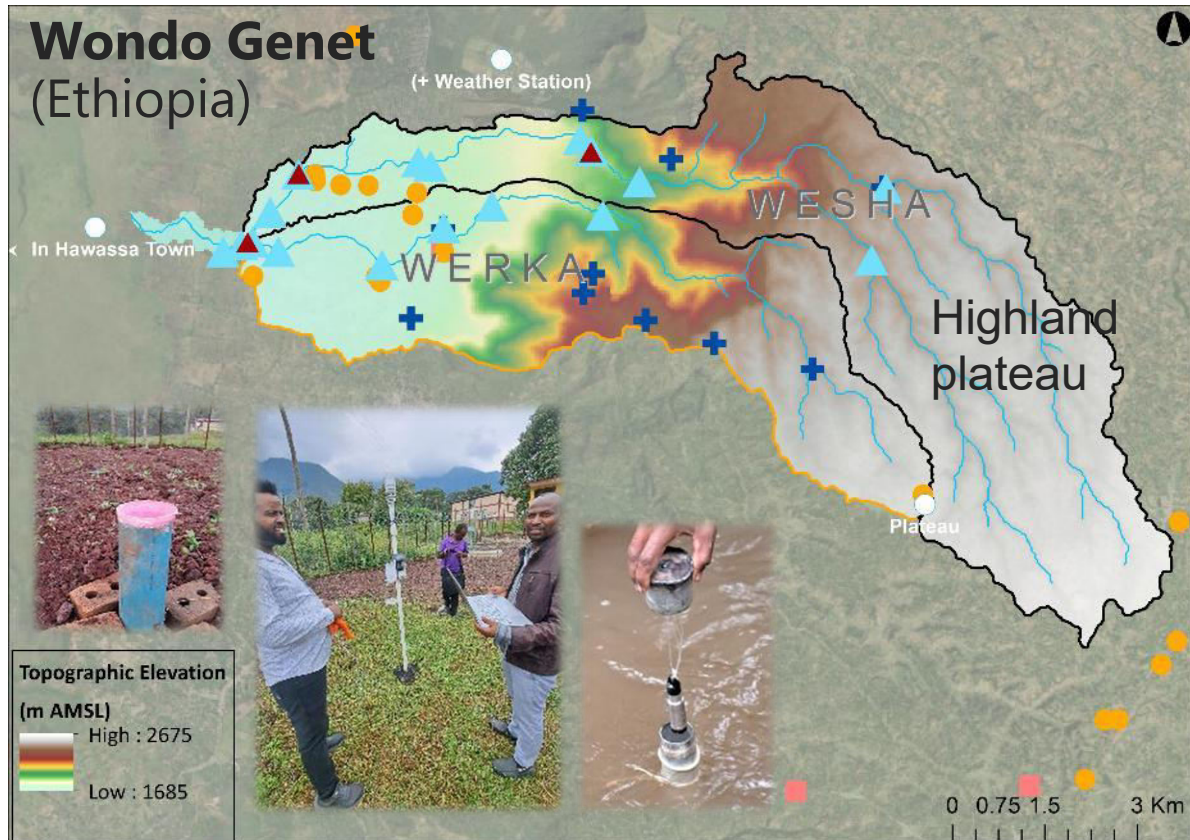 Wondo Genet
(Ethiopia)
(+ Weather Station)
WESHA
In Hawassa Town
WERKA
Highland
plateau
Plateau
Topographic Elevation
(m AMSL)
High : 2675
Low : 1685
0 0.75 1.5 3 Km